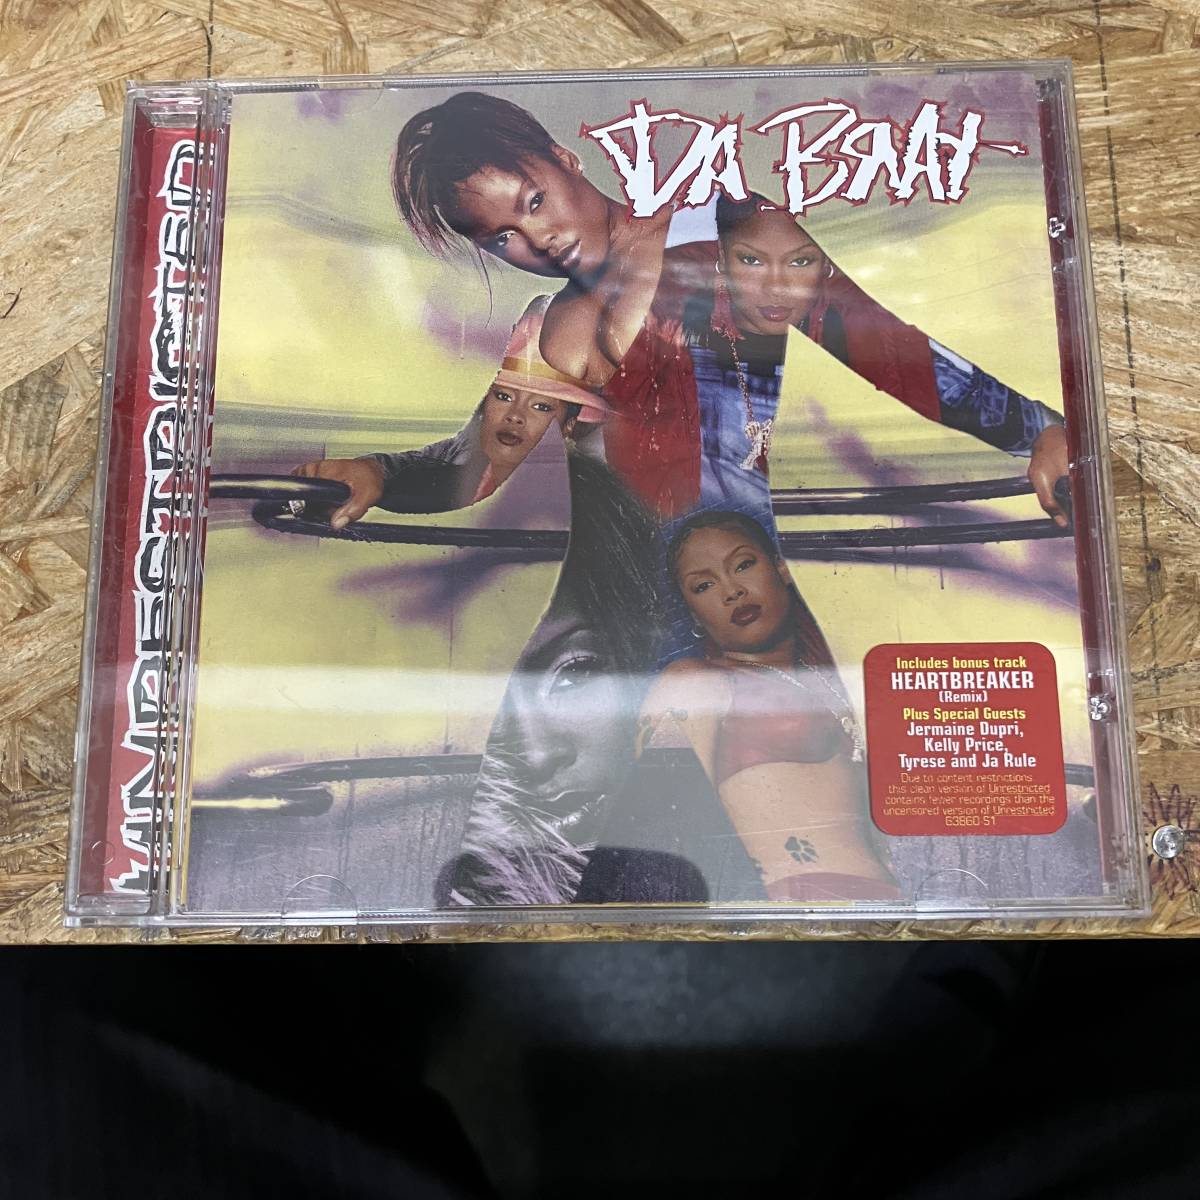 DA BRAT
UNRESTRICTED
Includes bonus track
HEARTBREAKER
(Remix)
Plus Special Guests
Jermaine Dupri,
Kelly Price,
Tyrese and Ja Rule
Due to content restrictions
this clean version of Unrestricted
contains fewer recordings than the
uncensored version of Unrestricted
63860 S1